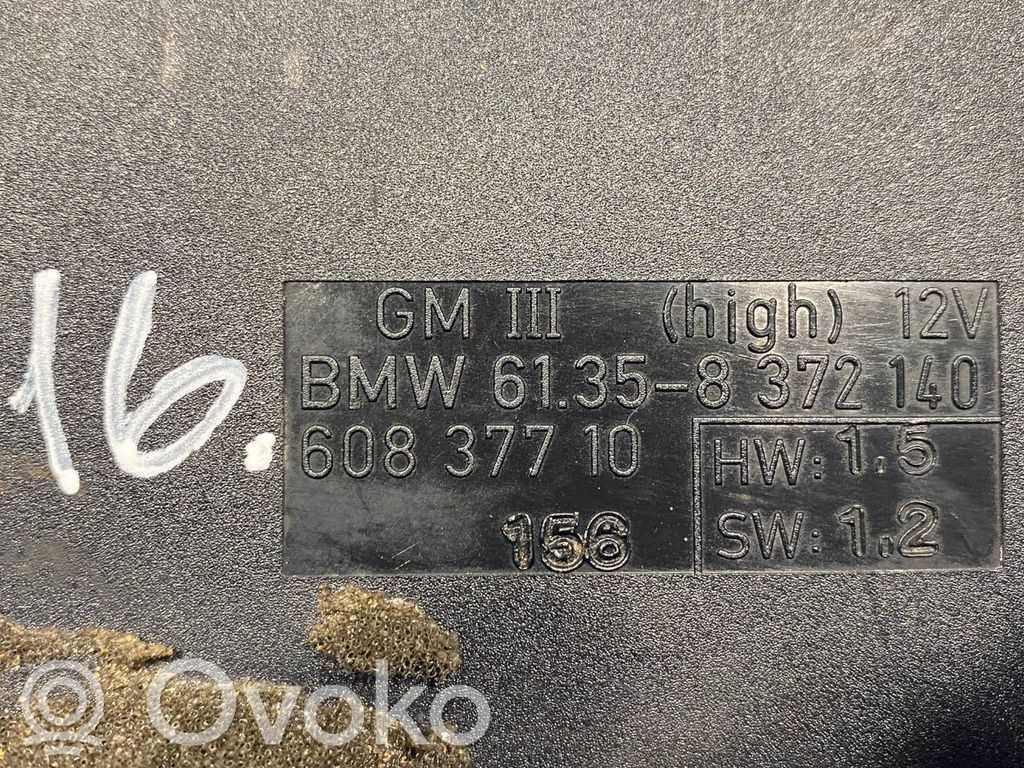 16.
GM III (high) 12V
BMW 61.35-8 372 140
608 377 10
HW: 1.5
156
SW: 1.2
Ovoko